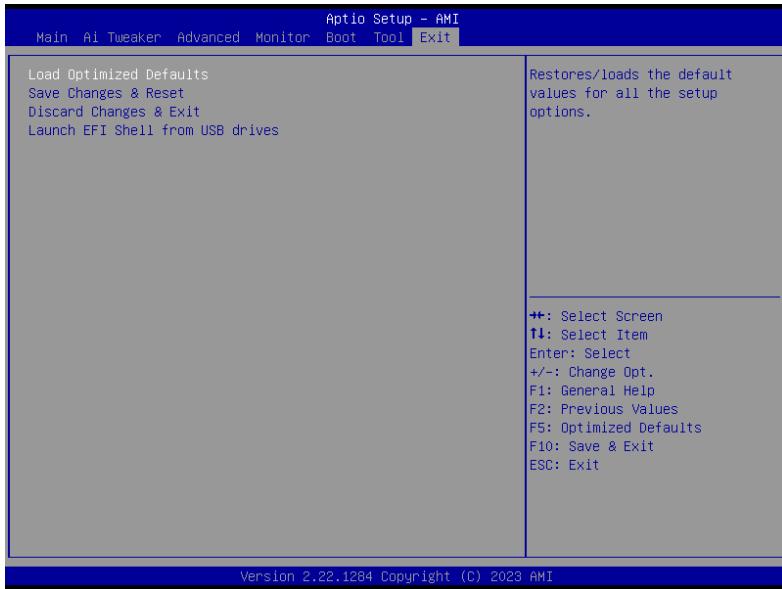 Aptio Setup - AMI
Main Ai Tweaker Advanced Monitor Boot Tool Exit
Load Optimized Defaults
Save Changes & Reset
Discard Changes & Exit
Launch EFI Shell from USB drives
Restores/loads the default
values for all the setup
options.
→←: Select Screen
↑↓: Select Item
Enter: Select
+/-: Change Opt.
F1: General Help
F2: Previous Values
F5: Optimized Defaults
F10: Save & Exit
ESC: Exit
Version 2.22.1284 Copyright (C) 2023 AMI